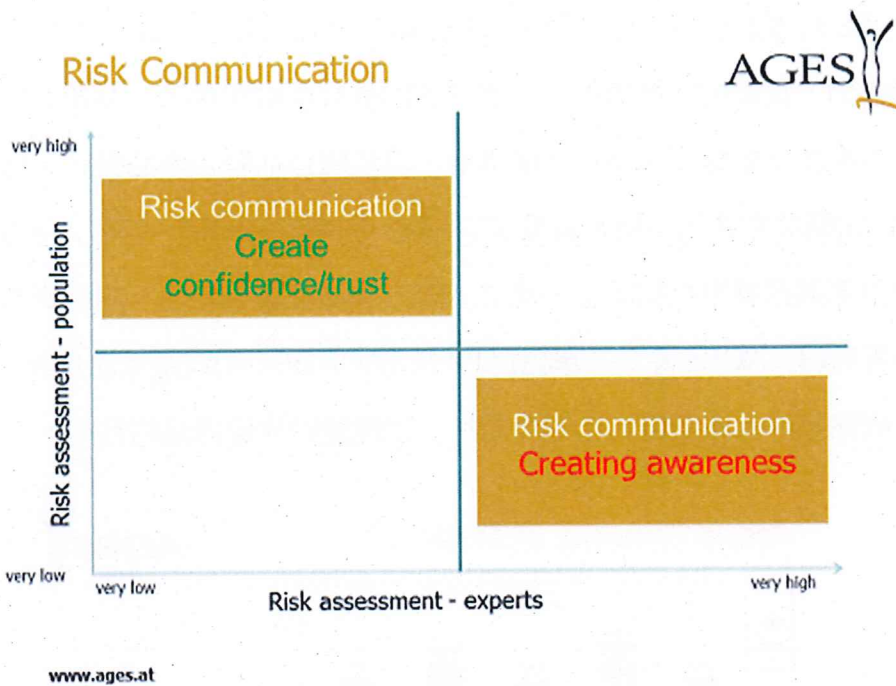 Risk Communication
AGES
very high
Risk communication
Create
confidence/trust
Risk assessment - population
Risk communication
Creating awareness
very low
very low
very high
Risk assessment - experts
www.ages.at